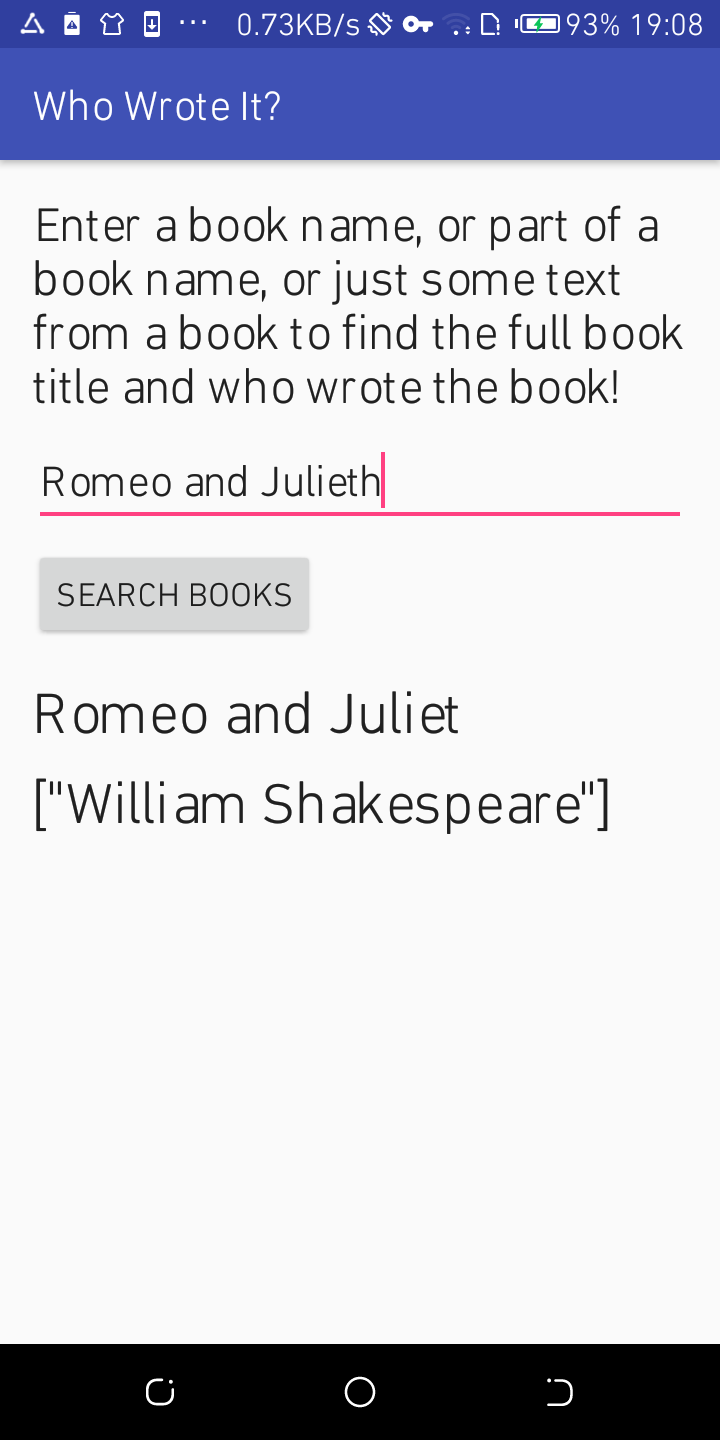 0.73KB/s 93% 19:08
Who Wrote It?
Enter a book name, or part of a
book name, or just some text
from a book to find the full book
title and who wrote the book!
Romeo and Julieth
SEARCH BOOKS
Romeo and Juliet
["William Shakespeare"]